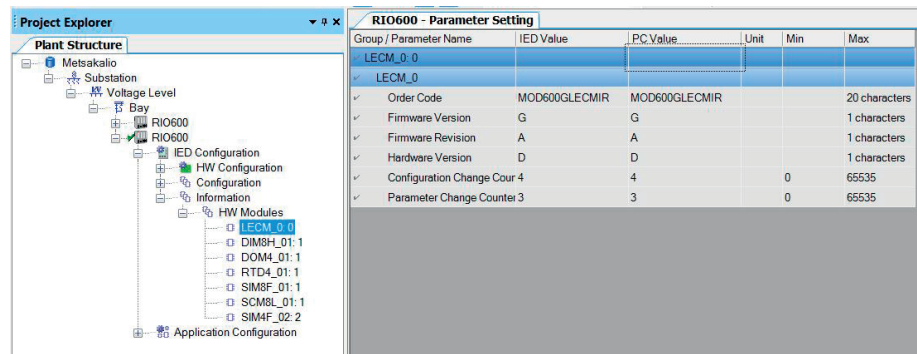 Project Explorer
Plant Structure
Metsakalio
Substation
Voltage Level
Bay
RIO600
RIO600
IED Configuration
HW Configuration
Configuration
Information
HW Modules
LECM_0: 0
DIM8H_01: 1
DOM4_01: 1
RTD4_01: 1
SIM8F_01: 1
SCM8L_01: 1
SIM4F_02: 2
Application Configuration
RIO600 - Parameter Setting
Group / Parameter Name IED Value PC Value Unit Min Max
LECM_0: 0
LECM_0
Order Code MOD600GLECMIR MOD600GLECMIR 20 characters
Firmware Version G G 1 characters
Firmware Revision A A 1 characters
Hardware Version D D 1 characters
Configuration Change Cour 4 4 0 65535
Parameter Change Counter 3 3 0 65535